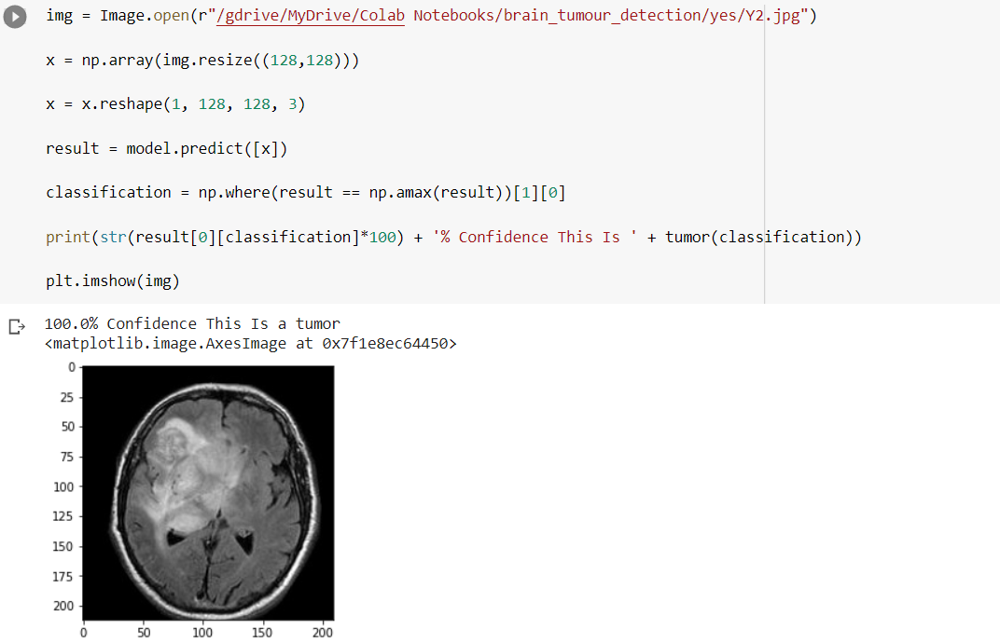 img = Image.open(r"/gdrive/MyDrive/Colab Notebooks/brain_tumour_detection/yes/Y2.jpg")
x = np.array(img.resize((128,128)))
x = x.reshape(1, 128, 128, 3)
result = model.predict([x])
classification = np.where(result == np.amax(result))[1][0]
print(str(result[0][classification]*100) + '% Confidence This Is ' + tumor(classification))
plt.imshow(img)
100.0% Confidence This Is a tumor
<matplotlib.image.AxesImage at 0x7f1e8ec64450>
0
25
50
75
100
125
150
175
200
0 50 100 150 200